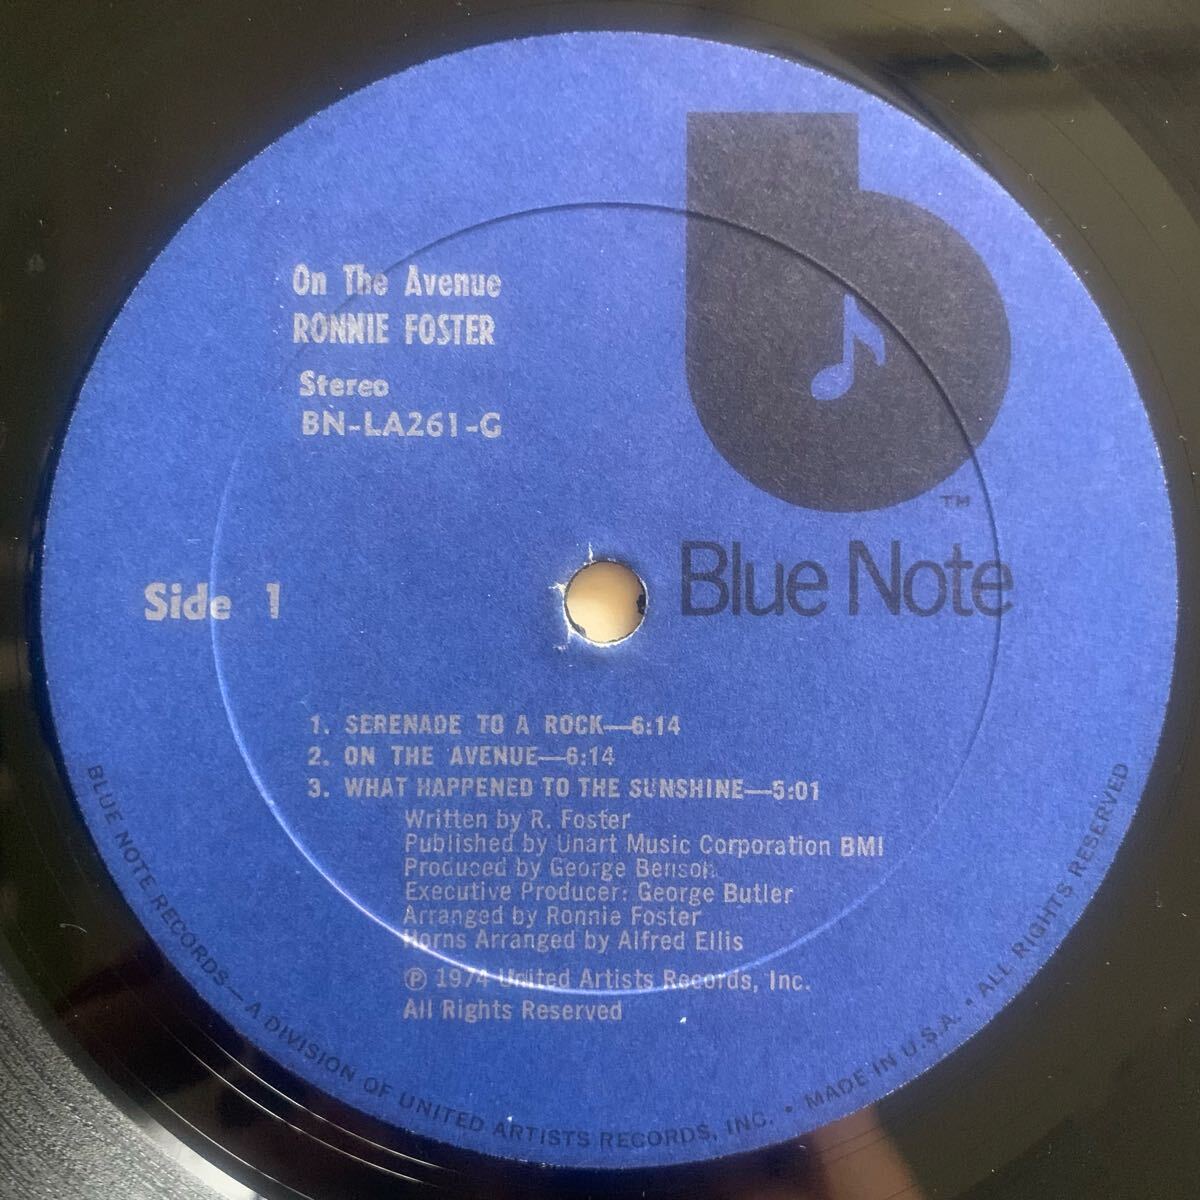 On The Avenue
RONNIE FOSTER
Stereo
BN-LA261-G
TM
Blue Note
Side 1
1. SERENADE TO A ROCK—6:14
2. ON THE AVENUE—6:14
3. WHAT HAPPENED TO THE SUNSHINE—5:01
Written by R. Foster
Published by Unart Music Corporation BMI
Produced by George Benson
Executive Producer: George Butler
Arranged by Ronnie Foster
Horns Arranged by Alfred Ellis
℗ 1974 United Artists Records, Inc.
All Rights Reserved
BLUE NOTE RECORDS—A DIVISION OF UNITED ARTISTS RECORDS, INC. • MADE IN U.S.A. • ALL RIGHTS RESERVED